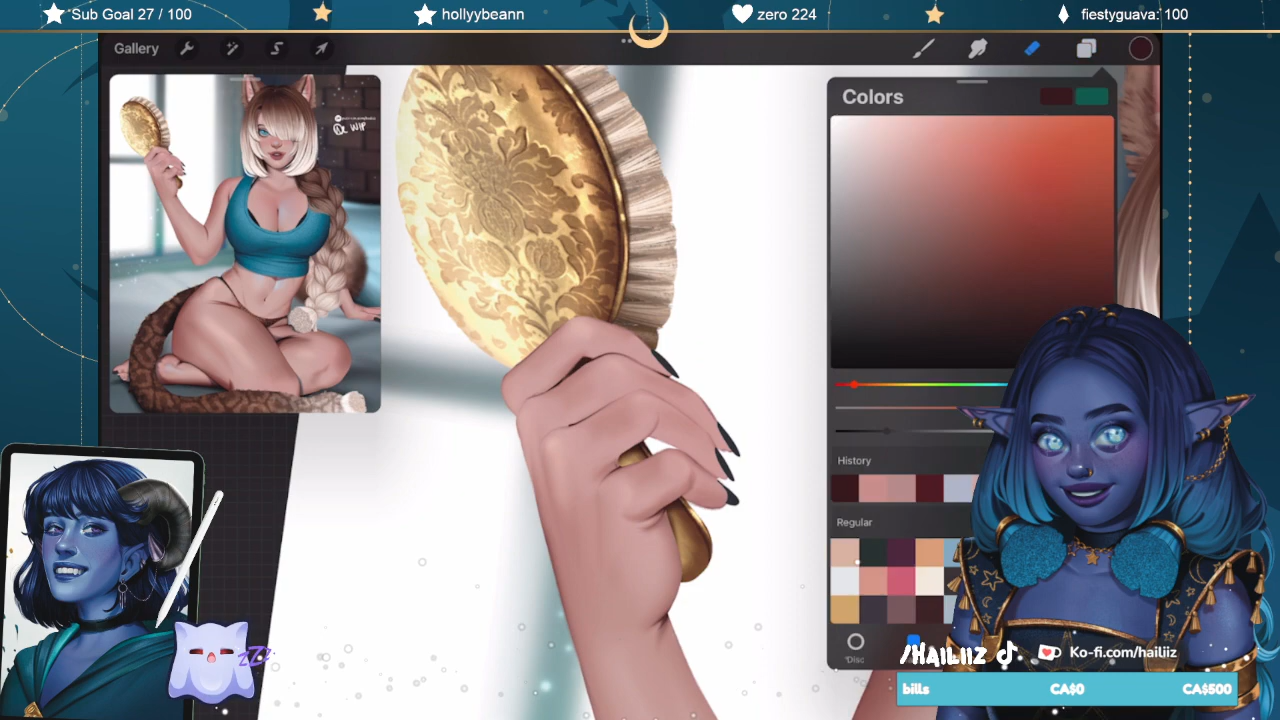 Sub Goal 27 / 100
hollyybeann
zero 224
fiestyguava: 100
Gallery
WIP
Colors
History
Regular
Disc
zZZ
/HAILIIZ
Ko-fi.com/hailiiz
bills CA$0 CA$500